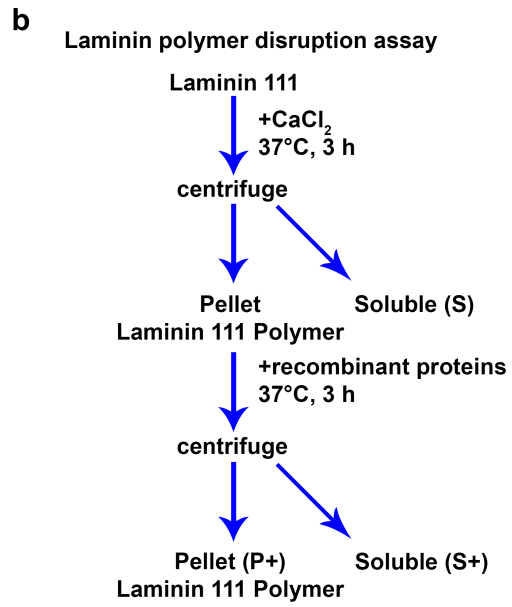 b
Laminin polymer disruption assay
Laminin 111
+CaCl₂
37°C, 3 h
centrifuge
Pellet
Soluble (S)
Laminin 111 Polymer
+recombinant proteins
37°C, 3 h
centrifuge
Pellet (P+)
Soluble (S+)
Laminin 111 Polymer